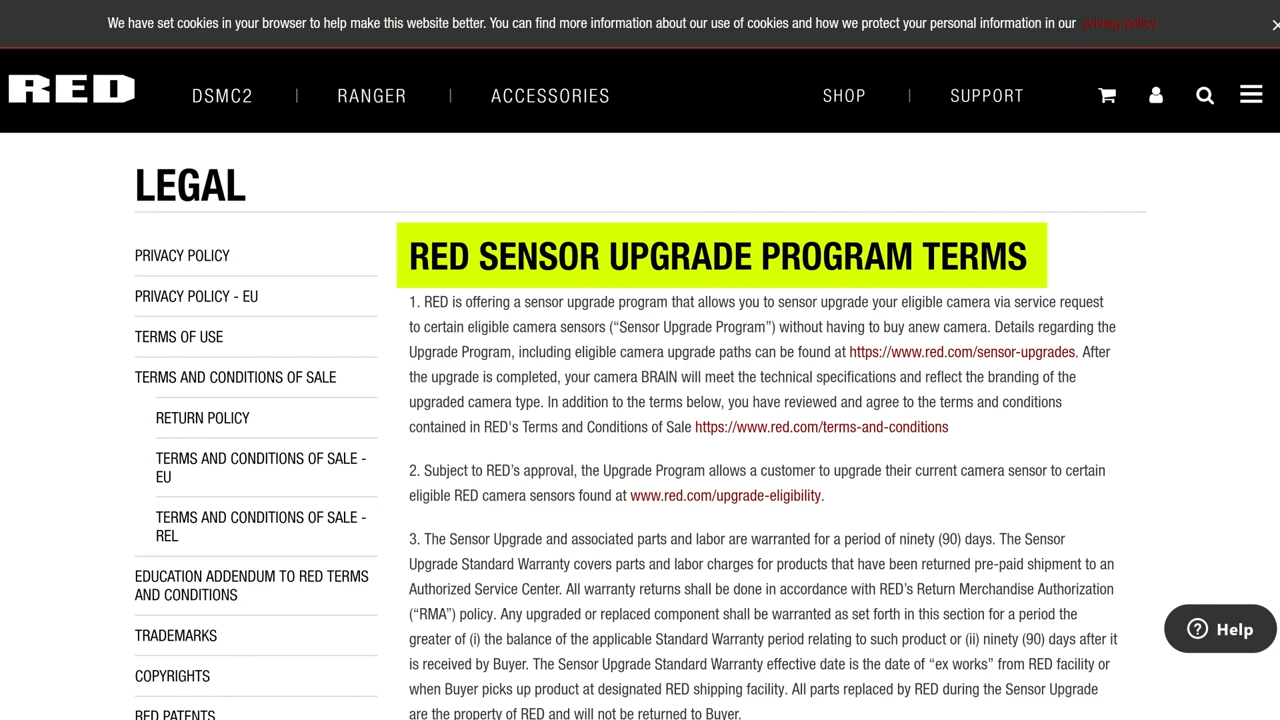 We have set cookies in your browser to help make this website better. You can find more information about our use of cookies and how we protect your personal information in our privacy policy
RED
DSMC2 | RANGER | ACCESSORIES
SHOP | SUPPORT
LEGAL
PRIVACY POLICY
PRIVACY POLICY - EU
TERMS OF USE
TERMS AND CONDITIONS OF SALE
RETURN POLICY
TERMS AND CONDITIONS OF SALE -
EU
TERMS AND CONDITIONS OF SALE -
REL
EDUCATION ADDENDUM TO RED TERMS
AND CONDITIONS
TRADEMARKS
COPYRIGHTS
RED PATENTS
RED SENSOR UPGRADE PROGRAM TERMS
1. RED is offering a sensor upgrade program that allows you to sensor upgrade your eligible camera via service request
to certain eligible camera sensors (“Sensor Upgrade Program”) without having to buy anew camera. Details regarding the
Upgrade Program, including eligible camera upgrade paths can be found at https://www.red.com/sensor-upgrades. After
the upgrade is completed, your camera BRAIN will meet the technical specifications and reflect the branding of the
upgraded camera type. In addition to the terms below, you have reviewed and agree to the terms and conditions
contained in RED's Terms and Conditions of Sale https://www.red.com/terms-and-conditions
2. Subject to RED’s approval, the Upgrade Program allows a customer to upgrade their current camera sensor to certain
eligible RED camera sensors found at www.red.com/upgrade-eligibility.
3. The Sensor Upgrade and associated parts and labor are warranted for a period of ninety (90) days. The Sensor
Upgrade Standard Warranty covers parts and labor charges for products that have been returned pre-paid shipment to an
Authorized Service Center. All warranty returns shall be done in accordance with RED’s Return Merchandise Authorization
(“RMA”) policy. Any upgraded or replaced component shall be warranted as set forth in this section for a period the
greater of (i) the balance of the applicable Standard Warranty period relating to such product or (ii) ninety (90) days after it
is received by Buyer. The Sensor Upgrade Standard Warranty effective date is the date of “ex works” from RED facility or
when Buyer picks up product at designated RED shipping facility. All parts replaced by RED during the Sensor Upgrade
are the property of RED and will not be returned to Buyer.
Help